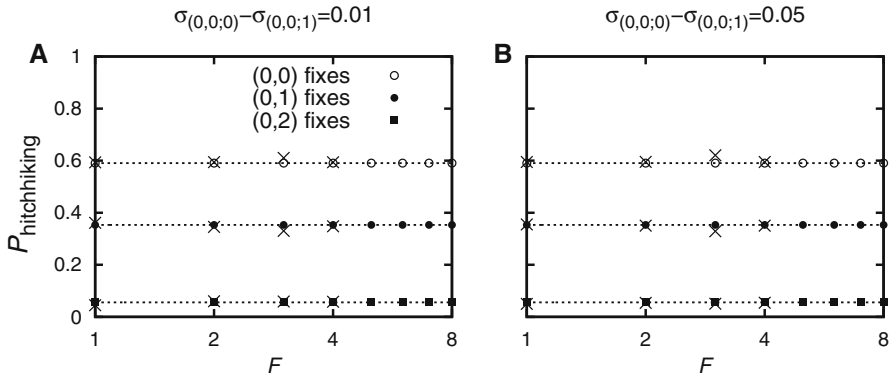 σ(0,0;0)−σ(0,0;1)=0.01
σ(0,0;0)−σ(0,0;1)=0.05
A
B
P hitchhiking
1
0.8
0.6
0.4
0.2
0
(0,0) fixes
(0,1) fixes
(0,2) fixes
1 2 4 8
F
1 2 4 8
F